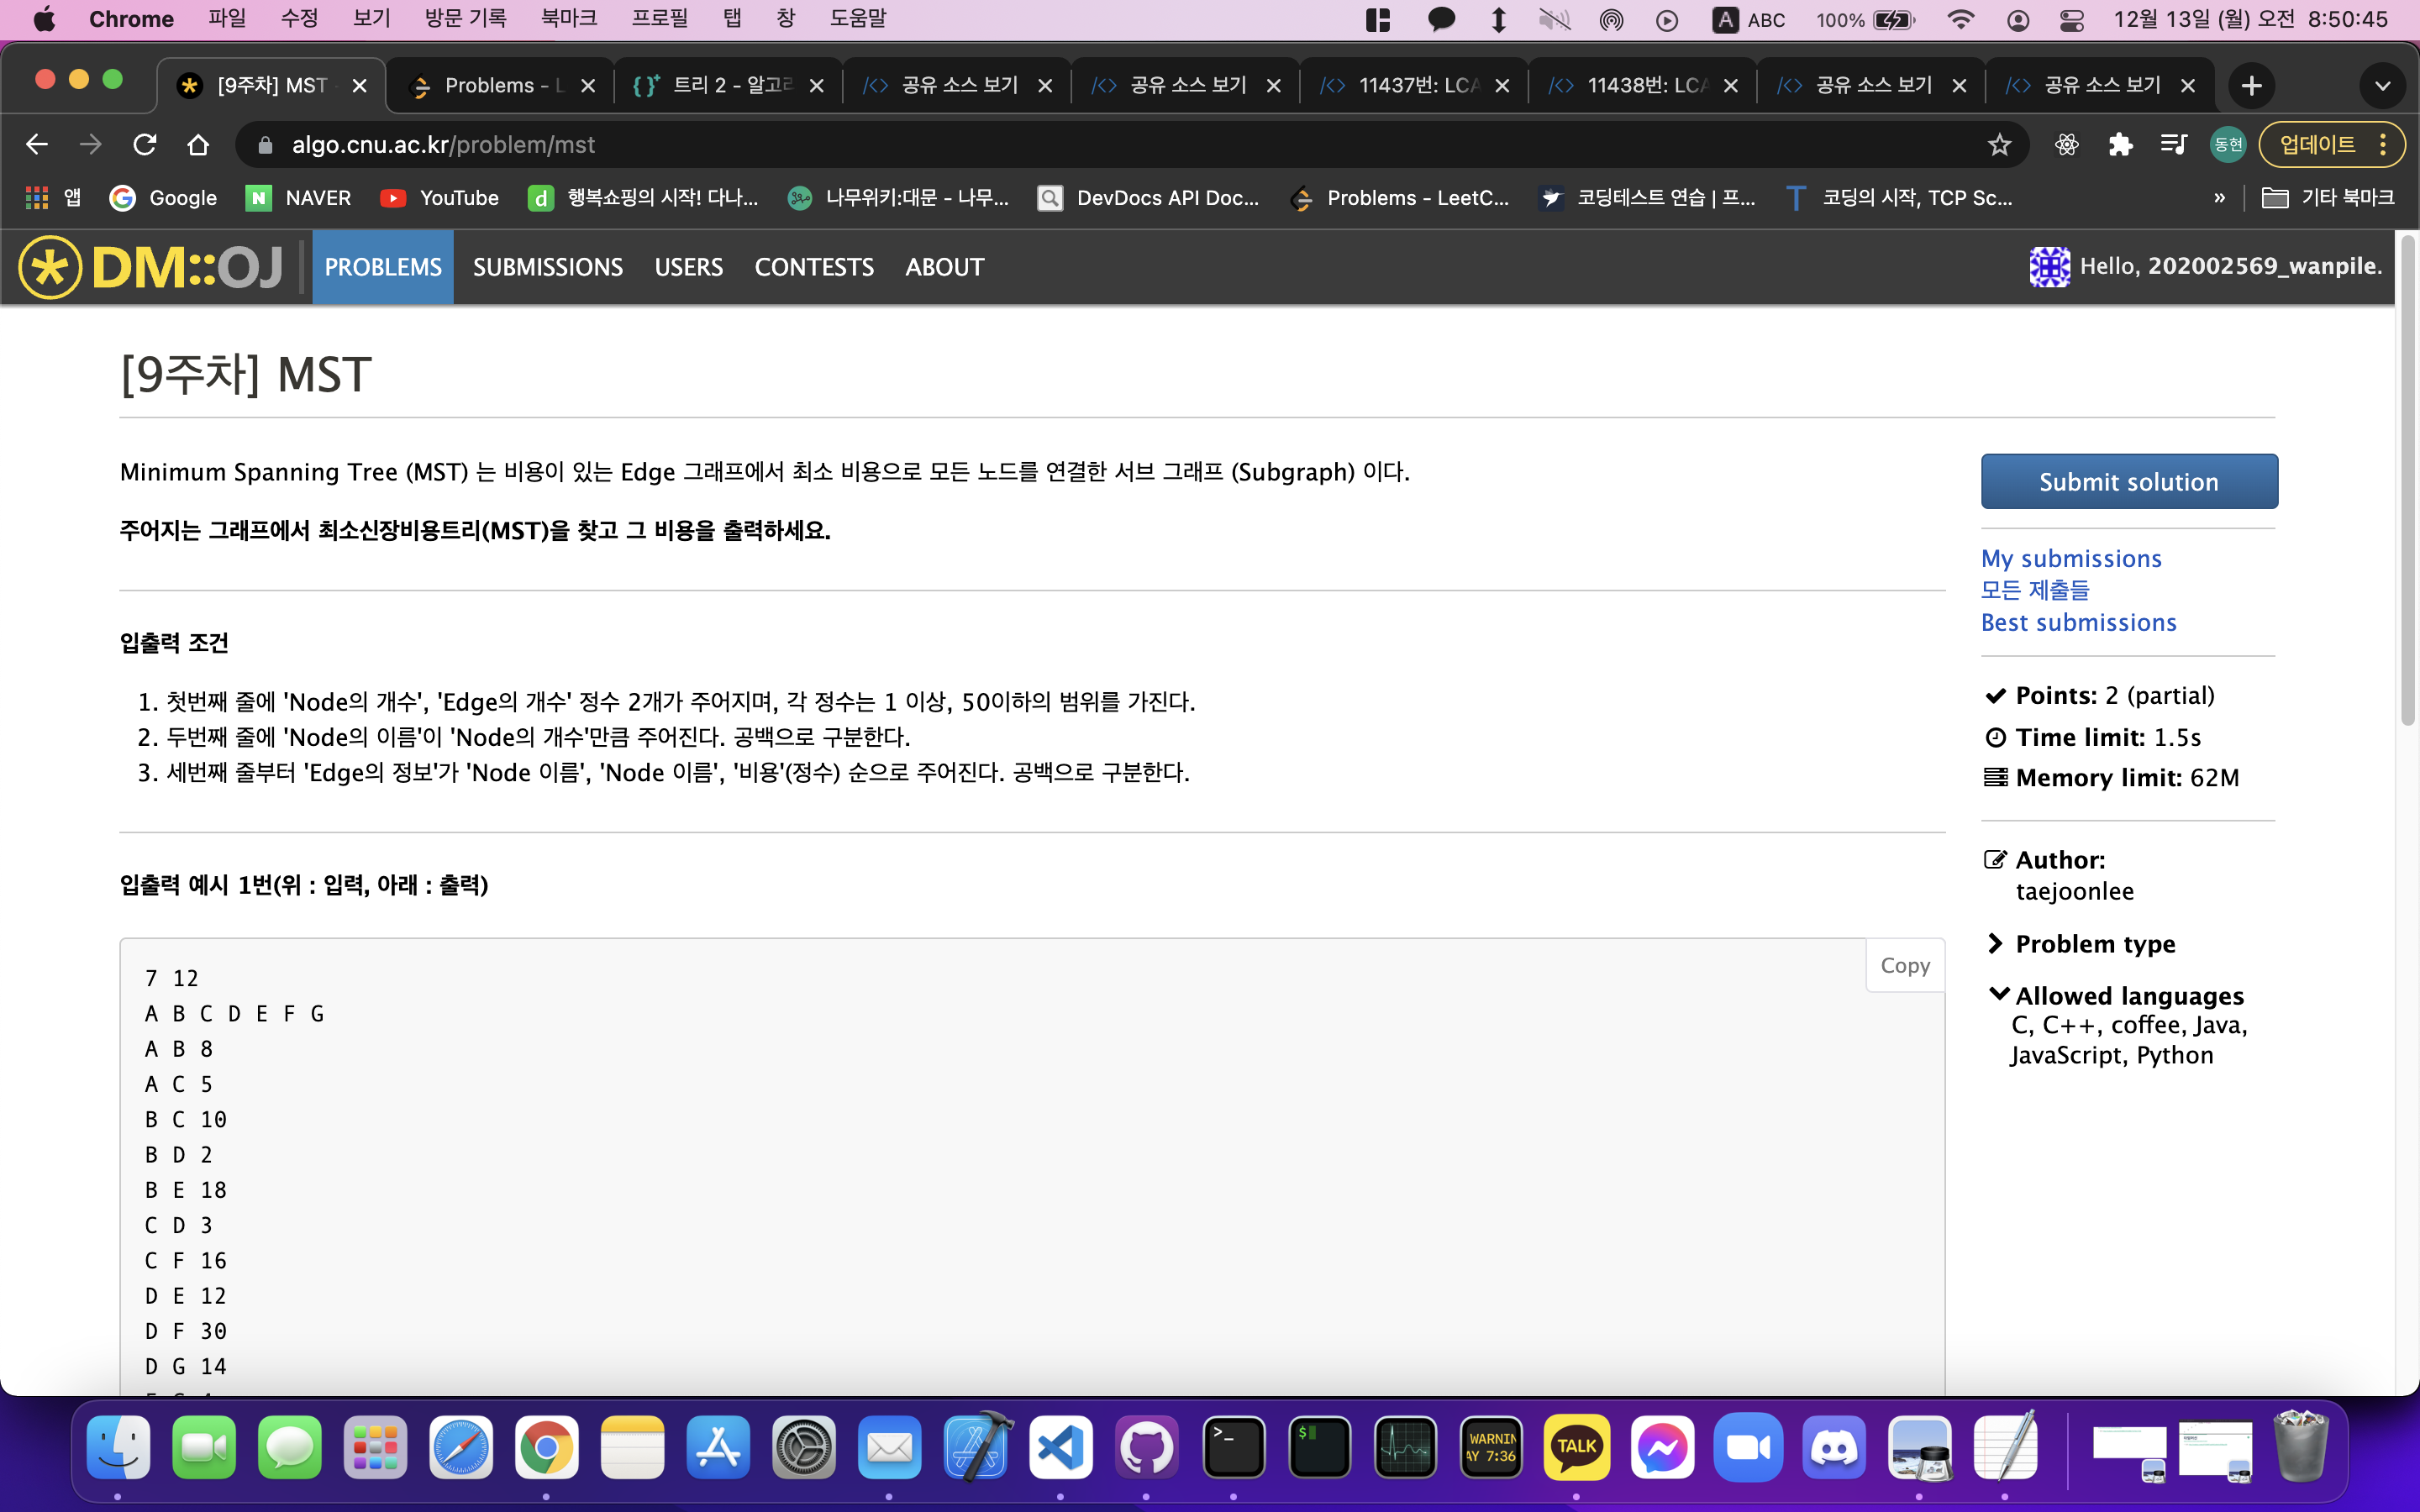 Chrome 파일 수정 보기 방문 기록 북마크 프로필 탭 창 도움말 A ABC 100% 12월 13일 (월) 오전 8:50:45
[9주차] MST Problems - 트리 2 - 알고 공유 소스 보기 공유 소스 보기 11437번: LCA 11438번: LCA 공유 소스 보기 공유 소스 보기
algo.cnu.ac.kr/problem/mst 동현 업데이트
앱 Google NAVER YouTube 행복쇼핑의 시작! 다나... 나무위키:대문 - 나무... DevDocs API Doc... Problems - LeetC... 코딩테스트 연습 | 프... 코딩의 시작, TCP Sc... » 기타 북마크
DM::OJ PROBLEMS SUBMISSIONS USERS CONTESTS ABOUT Hello, 202002569_wanpile.
[9주차] MST
Minimum Spanning Tree (MST) 는 비용이 있는 Edge 그래프에서 최소 비용으로 모든 노드를 연결한 서브 그래프 (Subgraph) 이다.
주어지는 그래프에서 최소신장비용트리(MST)을 찾고 그 비용을 출력하세요.
입출력 조건
1. 첫번째 줄에 'Node의 개수', 'Edge의 개수' 정수 2개가 주어지며, 각 정수는 1 이상, 50이하의 범위를 가진다.
2. 두번째 줄에 'Node의 이름'이 'Node의 개수'만큼 주어진다. 공백으로 구분한다.
3. 세번째 줄부터 'Edge의 정보'가 'Node 이름', 'Node 이름', '비용'(정수) 순으로 주어진다. 공백으로 구분한다.
입출력 예시 1번(위 : 입력, 아래 : 출력)
Copy
7 12
A B C D E F G
A B 8
A C 5
B C 10
B D 2
B E 18
C D 3
C F 16
D E 12
D F 30
D G 14
Submit solution
My submissions
모든 제출들
Best submissions
Points: 2 (partial)
Time limit: 1.5s
Memory limit: 62M
Author:
taejoonlee
Problem type
Allowed languages
C, C++, coffee, Java,
JavaScript, Python
WARNIN
AY 7:36
TALK